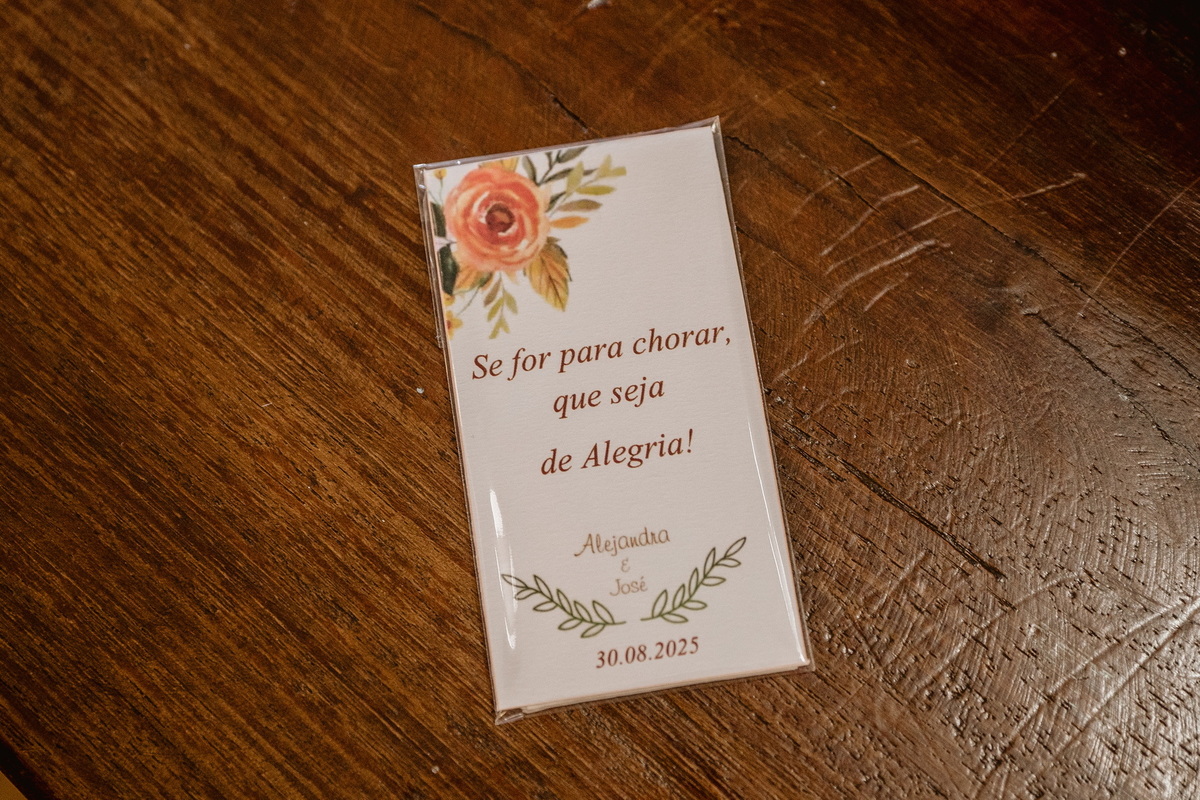 Se for para chorar,
que seja
de Alegria!
Alejandra
&
José
30.08.2025